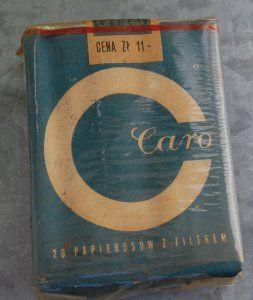 CENA ZŁ 11.-
Caro
20 PAPIEROSÓW Z FILTREM